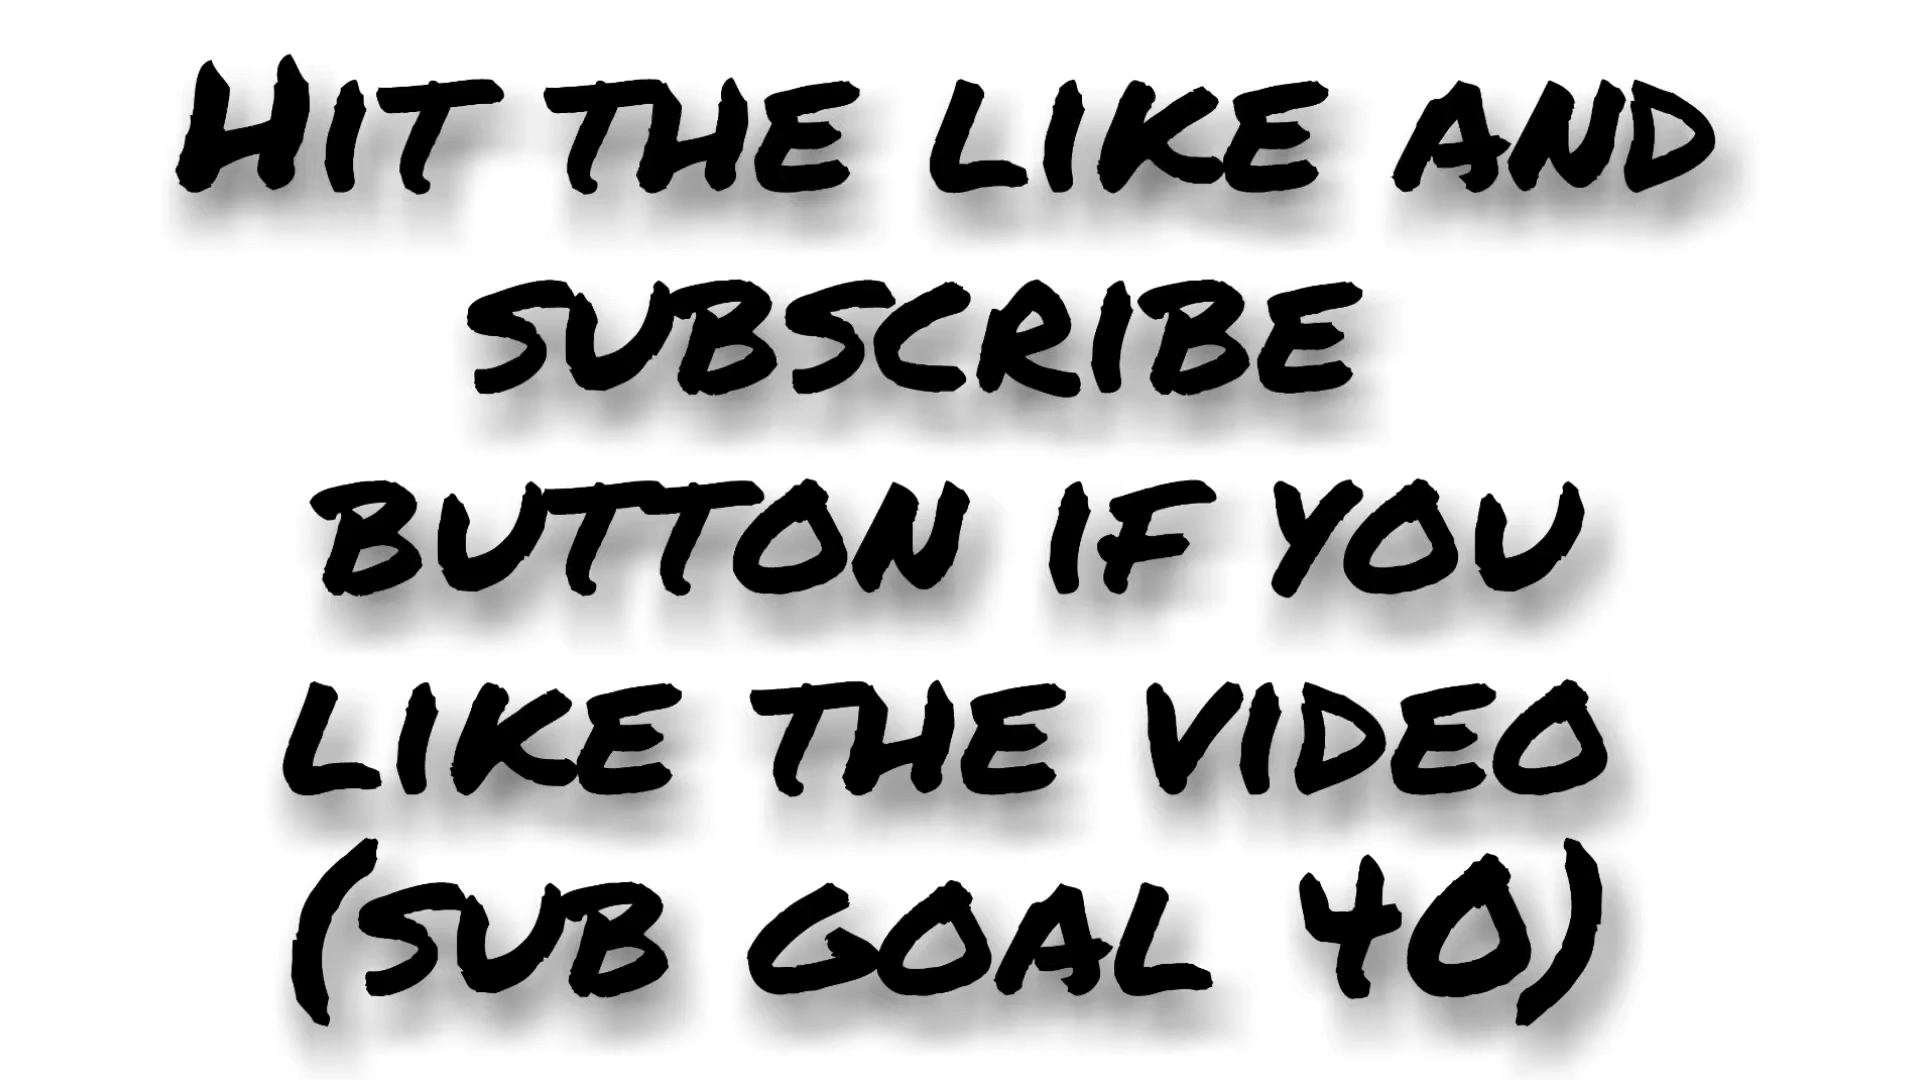 Hit the like and
subscribe
button if you
like the video
(sub goal 40)